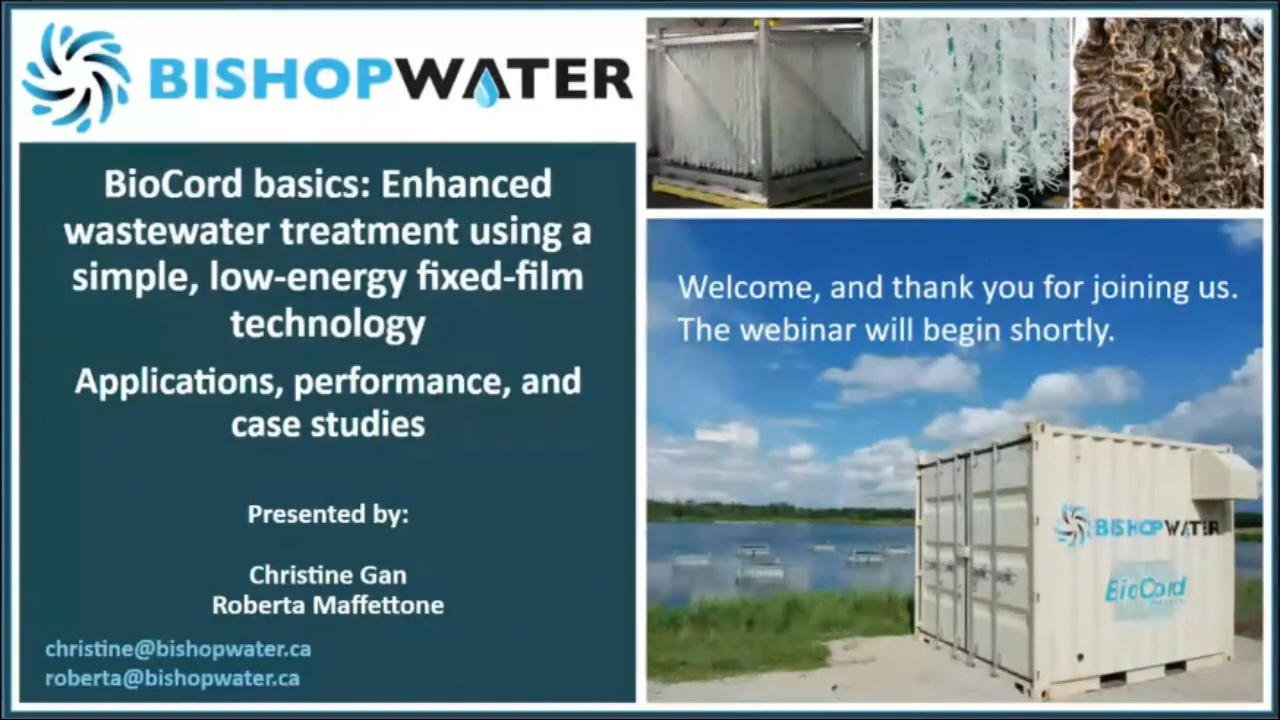 BISHOPWATER
BioCord basics: Enhanced
wastewater treatment using a
simple, low-energy fixed-film
technology
Applications, performance, and
case studies
Presented by:
Christine Gan
Roberta Maffettone
christine@bishopwater.ca
roberta@bishopwater.ca
Welcome, and thank you for joining us.
The webinar will begin shortly.
BISHOPWATER
BioCord